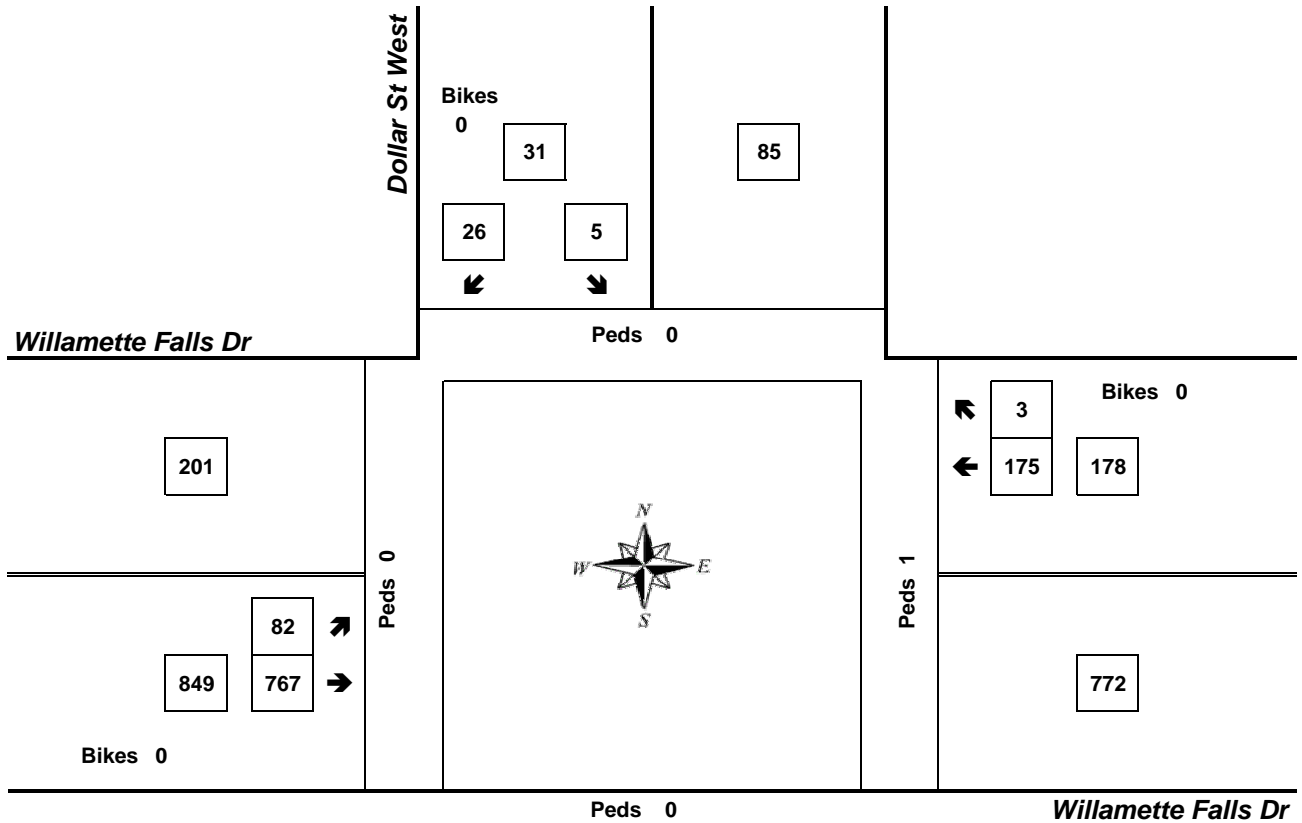 Dollar St West
Bikes
0
31
85
26
5
Peds 0
Willamette Falls Dr
3
Bikes 0
201
175
178
N
W
E
S
Peds 0
Peds 1
82
849
767
772
Bikes 0
Peds 0
Willamette Falls Dr